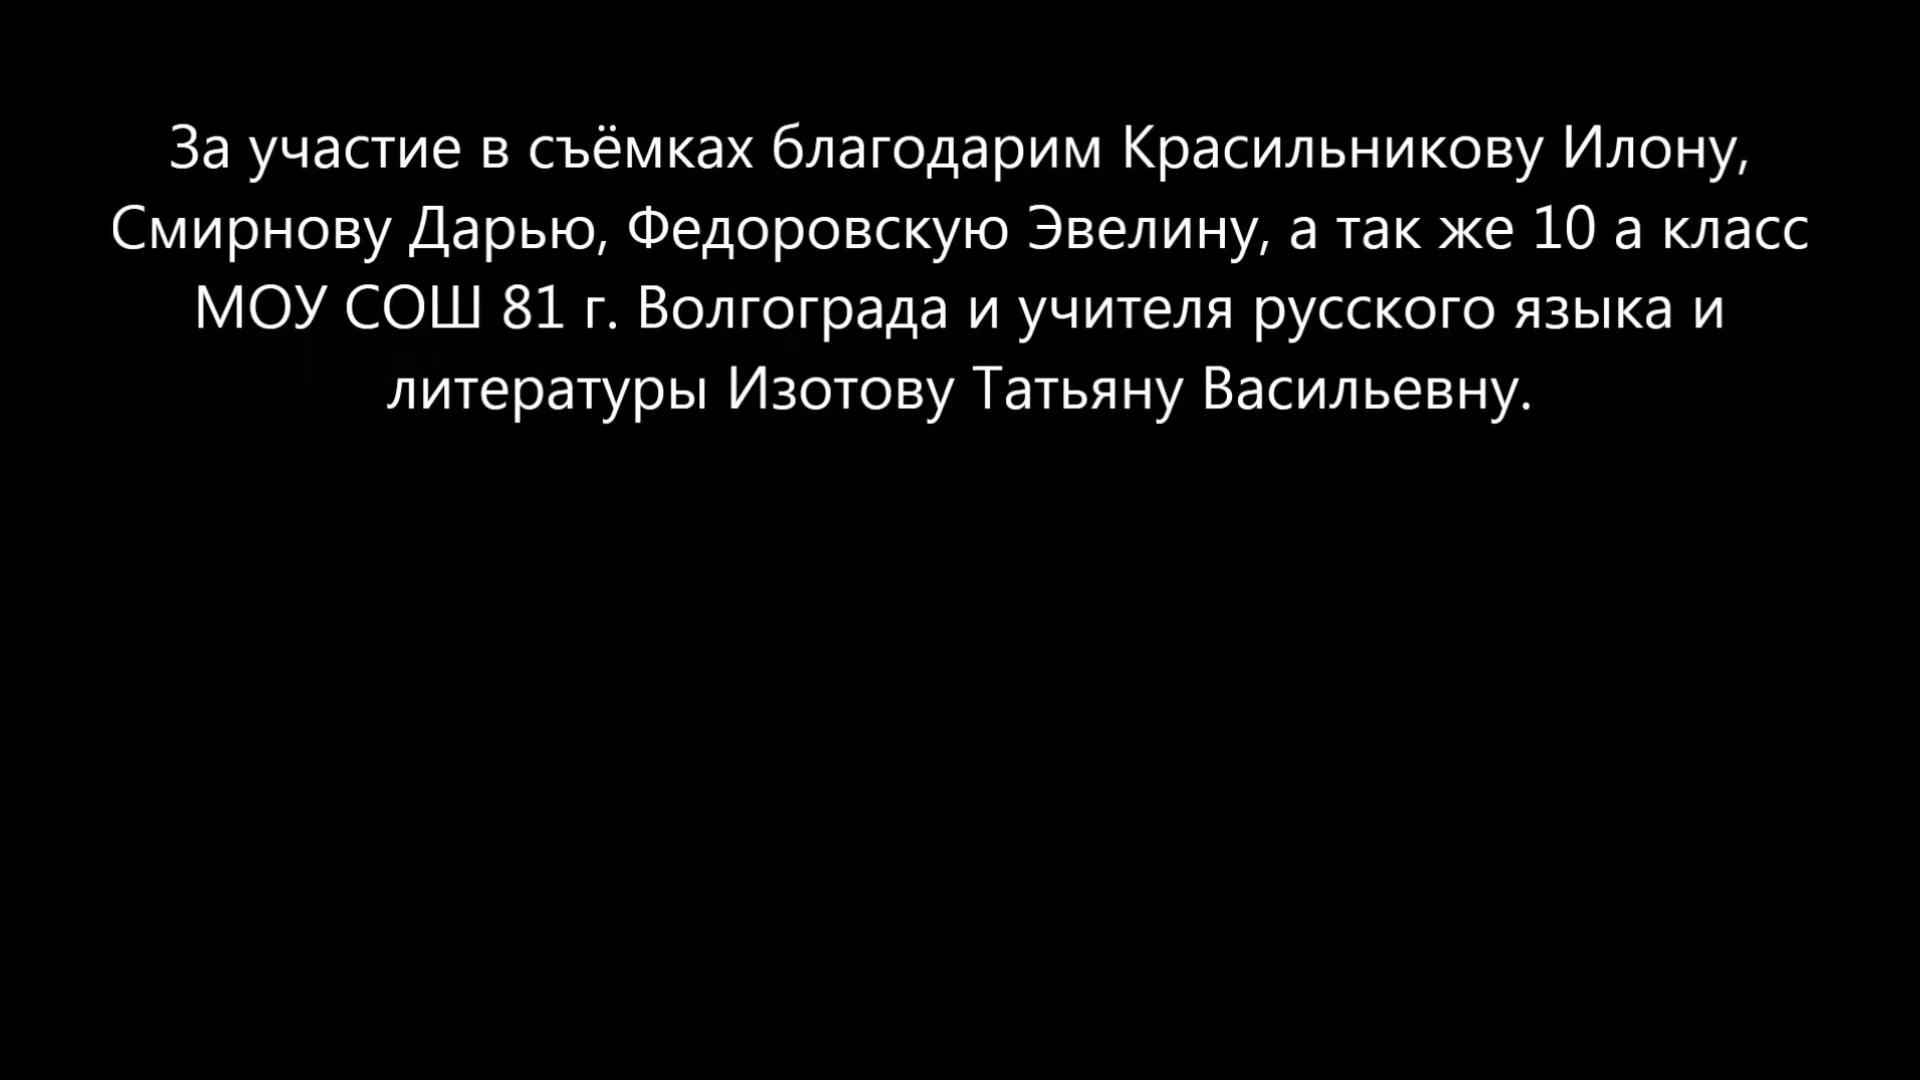 За участие в съёмках благодарим Красильникову Илону,
Смирнову Дарью, Федоровскую Эвелину, а так же 10 а класс
МОУ СОШ 81 г. Волгограда и учителя русского языка и
литературы Изотову Татьяну Васильевну.